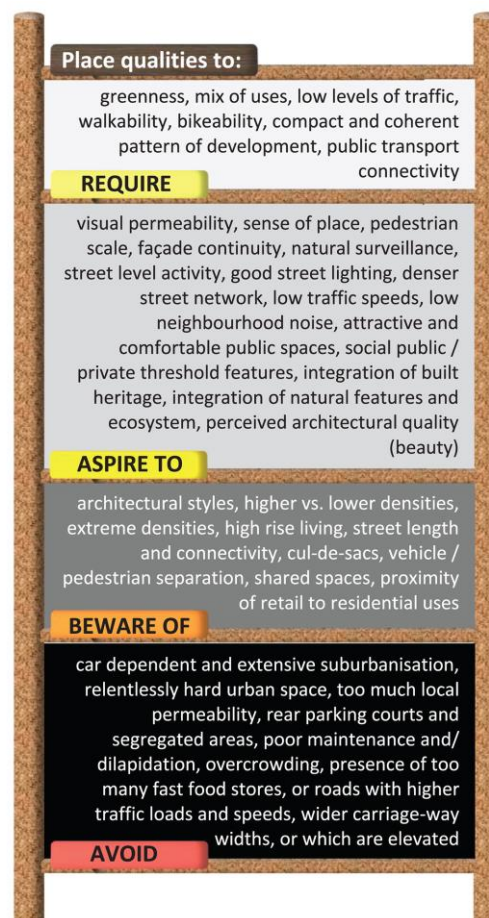 Place qualities to:
greenness, mix of uses, low levels of traffic,
walkability, bikeability, compact and coherent
pattern of development, public transport
connectivity
REQUIRE
visual permeability, sense of place, pedestrian
scale, façade continuity, natural surveillance,
street level activity, good street lighting, denser
street network, low traffic speeds, low
neighbourhood noise, attractive and
comfortable public spaces, social public /
private threshold features, integration of built
heritage, integration of natural features and
ecosystem, perceived architectural quality
(beauty)
ASPIRE TO
architectural styles, higher vs. lower densities,
extreme densities, high rise living, street length
and connectivity, cul-de-sacs, vehicle /
pedestrian separation, shared spaces, proximity
of retail to residential uses
BEWARE OF
car dependent and extensive suburbanisation,
relentlessly hard urban space, too much local
permeability, rear parking courts and
segregated areas, poor maintenance and/
dilapidation, overcrowding, presence of too
many fast food stores, or roads with higher
traffic loads and speeds, wider carriage-way
widths, or which are elevated
AVOID